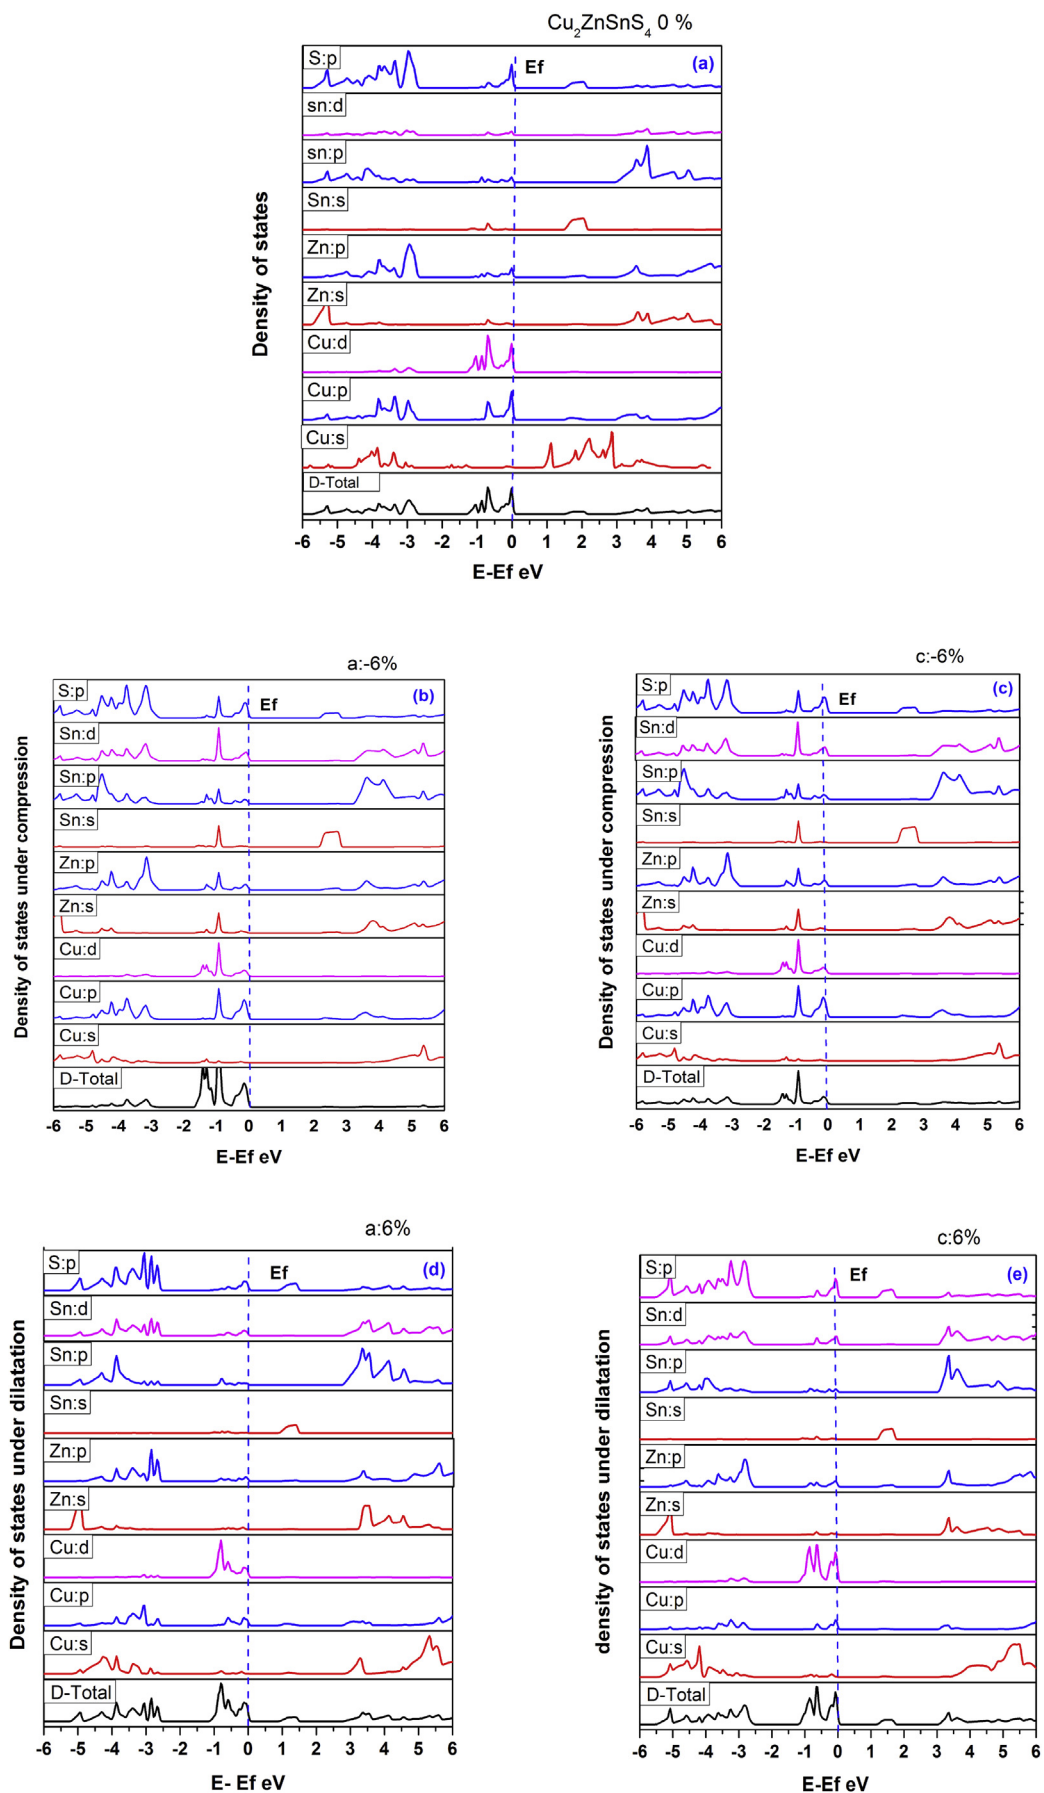 Cu2ZnSnS4 0 %
S:p
Ef
(a)
sn:d
sn:p
Sn:s
Zn:p
Zn:s
Cu:d
Cu:p
Cu:s
D-Total
Density of states
-6 -5 -4 -3 -2 -1 0 1 2 3 4 5 6
E-Ef eV
a:-6%
S:p
Ef
(b)
Sn:d
Sn:p
Sn:s
Zn:p
Zn:s
Cu:d
Cu:p
Cu:s
D-Total
Density of states under compression
-6 -5 -4 -3 -2 -1 0 1 2 3 4 5 6
E-Ef eV
c:-6%
S:p
Ef
(c)
Sn:d
Sn:p
Sn:s
Zn:p
Zn:s
Cu:d
Cu:p
Cu:s
D-Total
Density of states under compression
-6 -5 -4 -3 -2 -1 0 1 2 3 4 5 6
E-Ef eV
a:6%
S:p
Ef
(d)
Sn:d
Sn:p
Sn:s
Zn:p
Zn:s
Cu:d
Cu:p
Cu:s
D-Total
Density of states under dilatation
-6 -5 -4 -3 -2 -1 0 1 2 3 4 5 6
E- Ef eV
c:6%
S:p
Ef
(e)
Sn:d
Sn:p
Sn:s
Zn:p
Zn:s
Cu:d
Cu:p
Cu:s
D-Total
density of states under dilatation
-6 -5 -4 -3 -2 -1 0 1 2 3 4 5 6
E-Ef eV